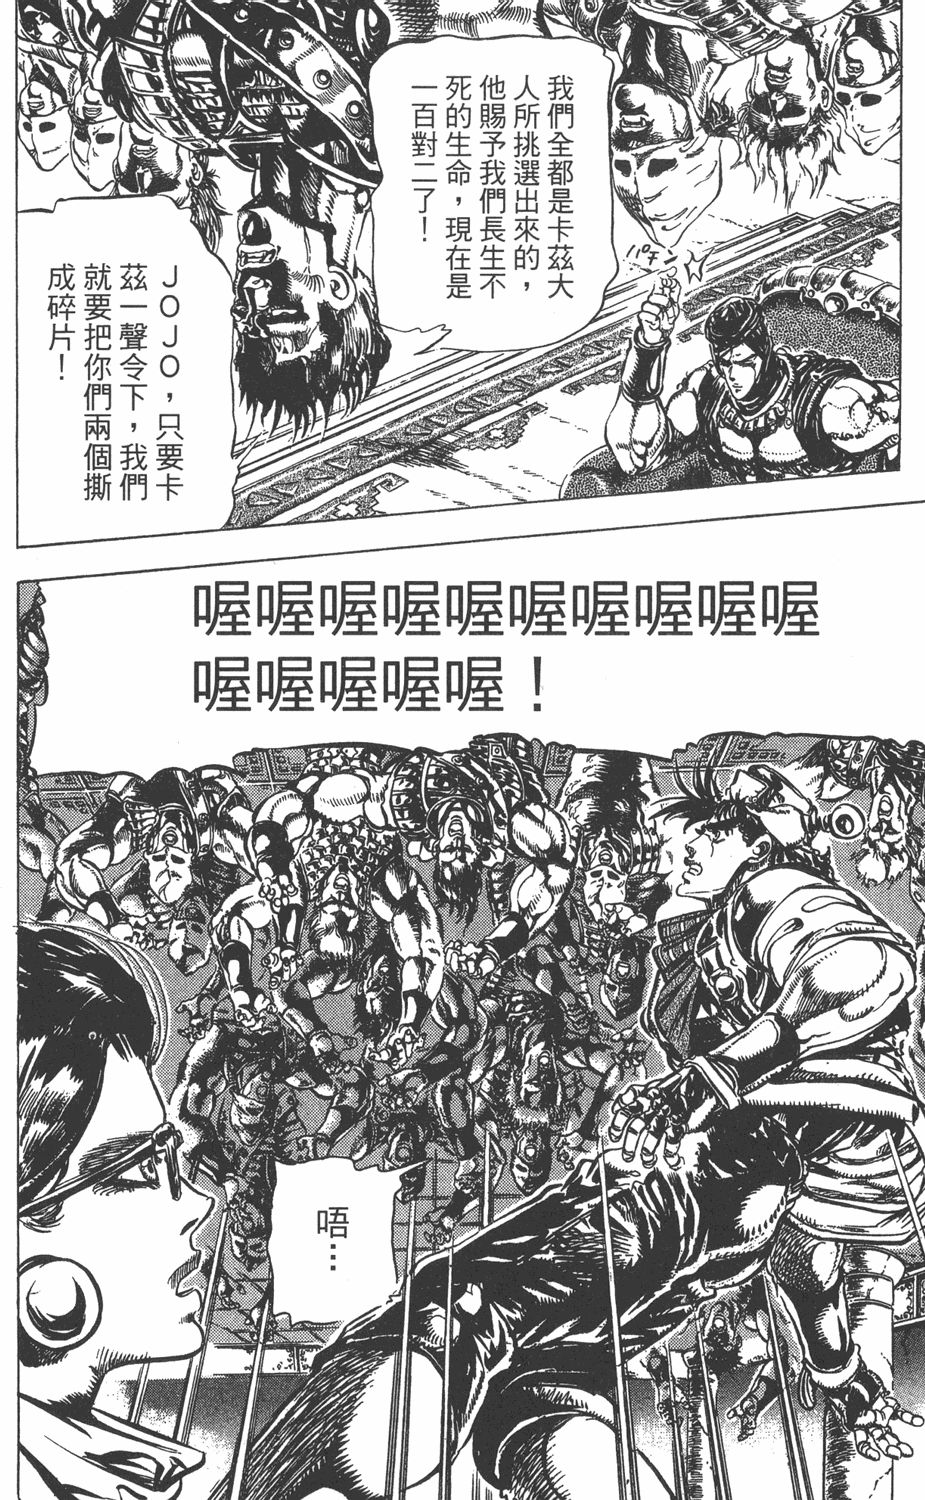 我們全都是卡茲大
人所挑選出來的，
他賜予我們長生不
死的生命，現在是
一百對二了！
パチン
JOJO，只要卡
茲一聲令下，我們
就要把你們兩個撕
成碎片！
喔喔喔喔喔喔喔喔喔喔
喔喔喔喔喔！
唔…